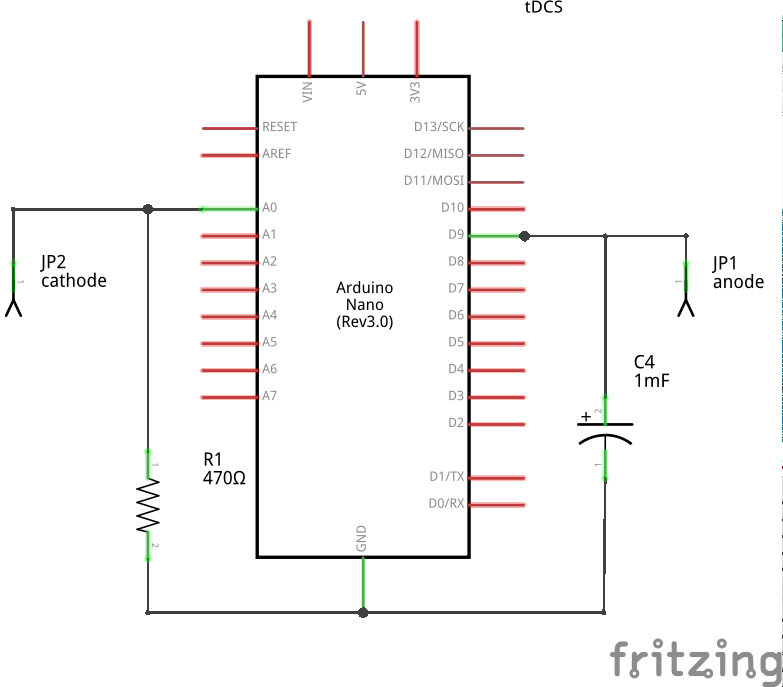 tDCS
VIN
5V
3V3
RESET
D13/SCK
AREF
D12/MISO
D11/MOSI
A0
D10
A1
D9
JP2
cathode
1
A2
D8
JP1
anode
1
A3
D7
Arduino
Nano
(Rev3.0)
A4
D6
A5
D5
A6
D4
C4
1mF
A7
D3
2
+
D2
1
R1
470Ω
1
D1/TX
D0/RX
2
GND
fritzing